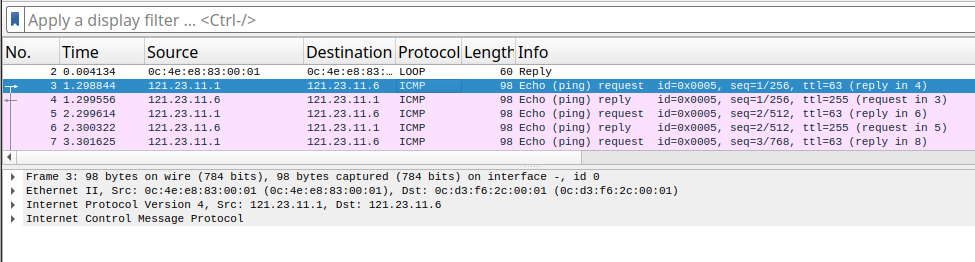 Apply a display filter ... <Ctrl-/>
No. Time Source Destination Protocol Length Info
2 0.004134 0c:4e:e8:83:00:01 0c:4e:e8:83:… LOOP 60 Reply
3 1.298844 121.23.11.1 121.23.11.6 ICMP 98 Echo (ping) request id=0x0005, seq=1/256, ttl=63 (reply in 4)
4 1.299556 121.23.11.6 121.23.11.1 ICMP 98 Echo (ping) reply id=0x0005, seq=1/256, ttl=255 (request in 3)
5 2.299614 121.23.11.1 121.23.11.6 ICMP 98 Echo (ping) request id=0x0005, seq=2/512, ttl=63 (reply in 6)
6 2.300322 121.23.11.6 121.23.11.1 ICMP 98 Echo (ping) reply id=0x0005, seq=2/512, ttl=255 (request in 5)
7 3.301625 121.23.11.1 121.23.11.6 ICMP 98 Echo (ping) request id=0x0005, seq=3/768, ttl=63 (reply in 8)
Frame 3: 98 bytes on wire (784 bits), 98 bytes captured (784 bits) on interface -, id 0
Ethernet II, Src: 0c:4e:e8:83:00:01 (0c:4e:e8:83:00:01), Dst: 0c:d3:f6:2c:00:01 (0c:d3:f6:2c:00:01)
Internet Protocol Version 4, Src: 121.23.11.1, Dst: 121.23.11.6
Internet Control Message Protocol